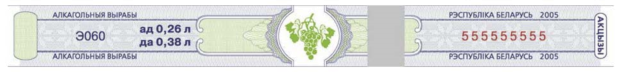 АЛКАГОЛЬНЫЯ ВЫРАБЫ
Э060
ад 0,26 л
да 0,38 л
АЛКАГОЛЬНЫЯ ВЫРАБЫ
РЭСПУБЛІКА БЕЛАРУСЬ 2005
555555555
РЭСПУБЛІКА БЕЛАРУСЬ 2005
АКЦЫЗЫ